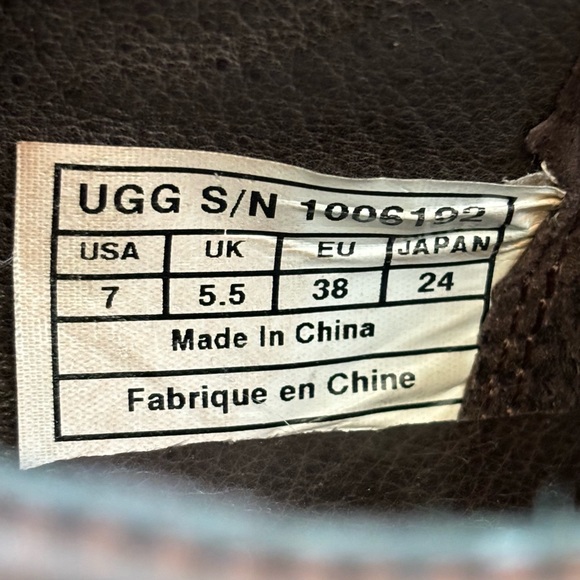 UGG S/N 1006192
USA UK EU JAPAN
7 5.5 38 24
Made In China
Fabrique en Chine